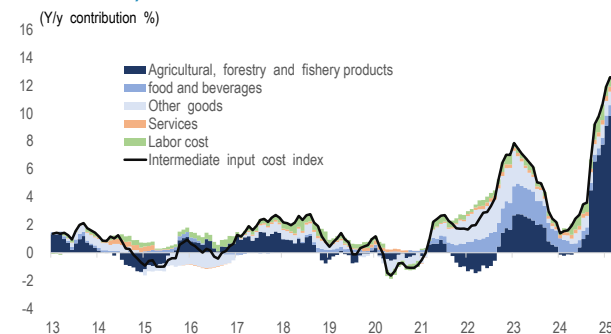 (Y/y contribution %)
16
14
12
10
8
6
4
2
0
-2
-4
Agricultural, forestry and fishery products
food and beverages
Other goods
Services
Labor cost
Intermediate input cost index
13 14 15 16 17 18 19 20 21 22 23 24 25